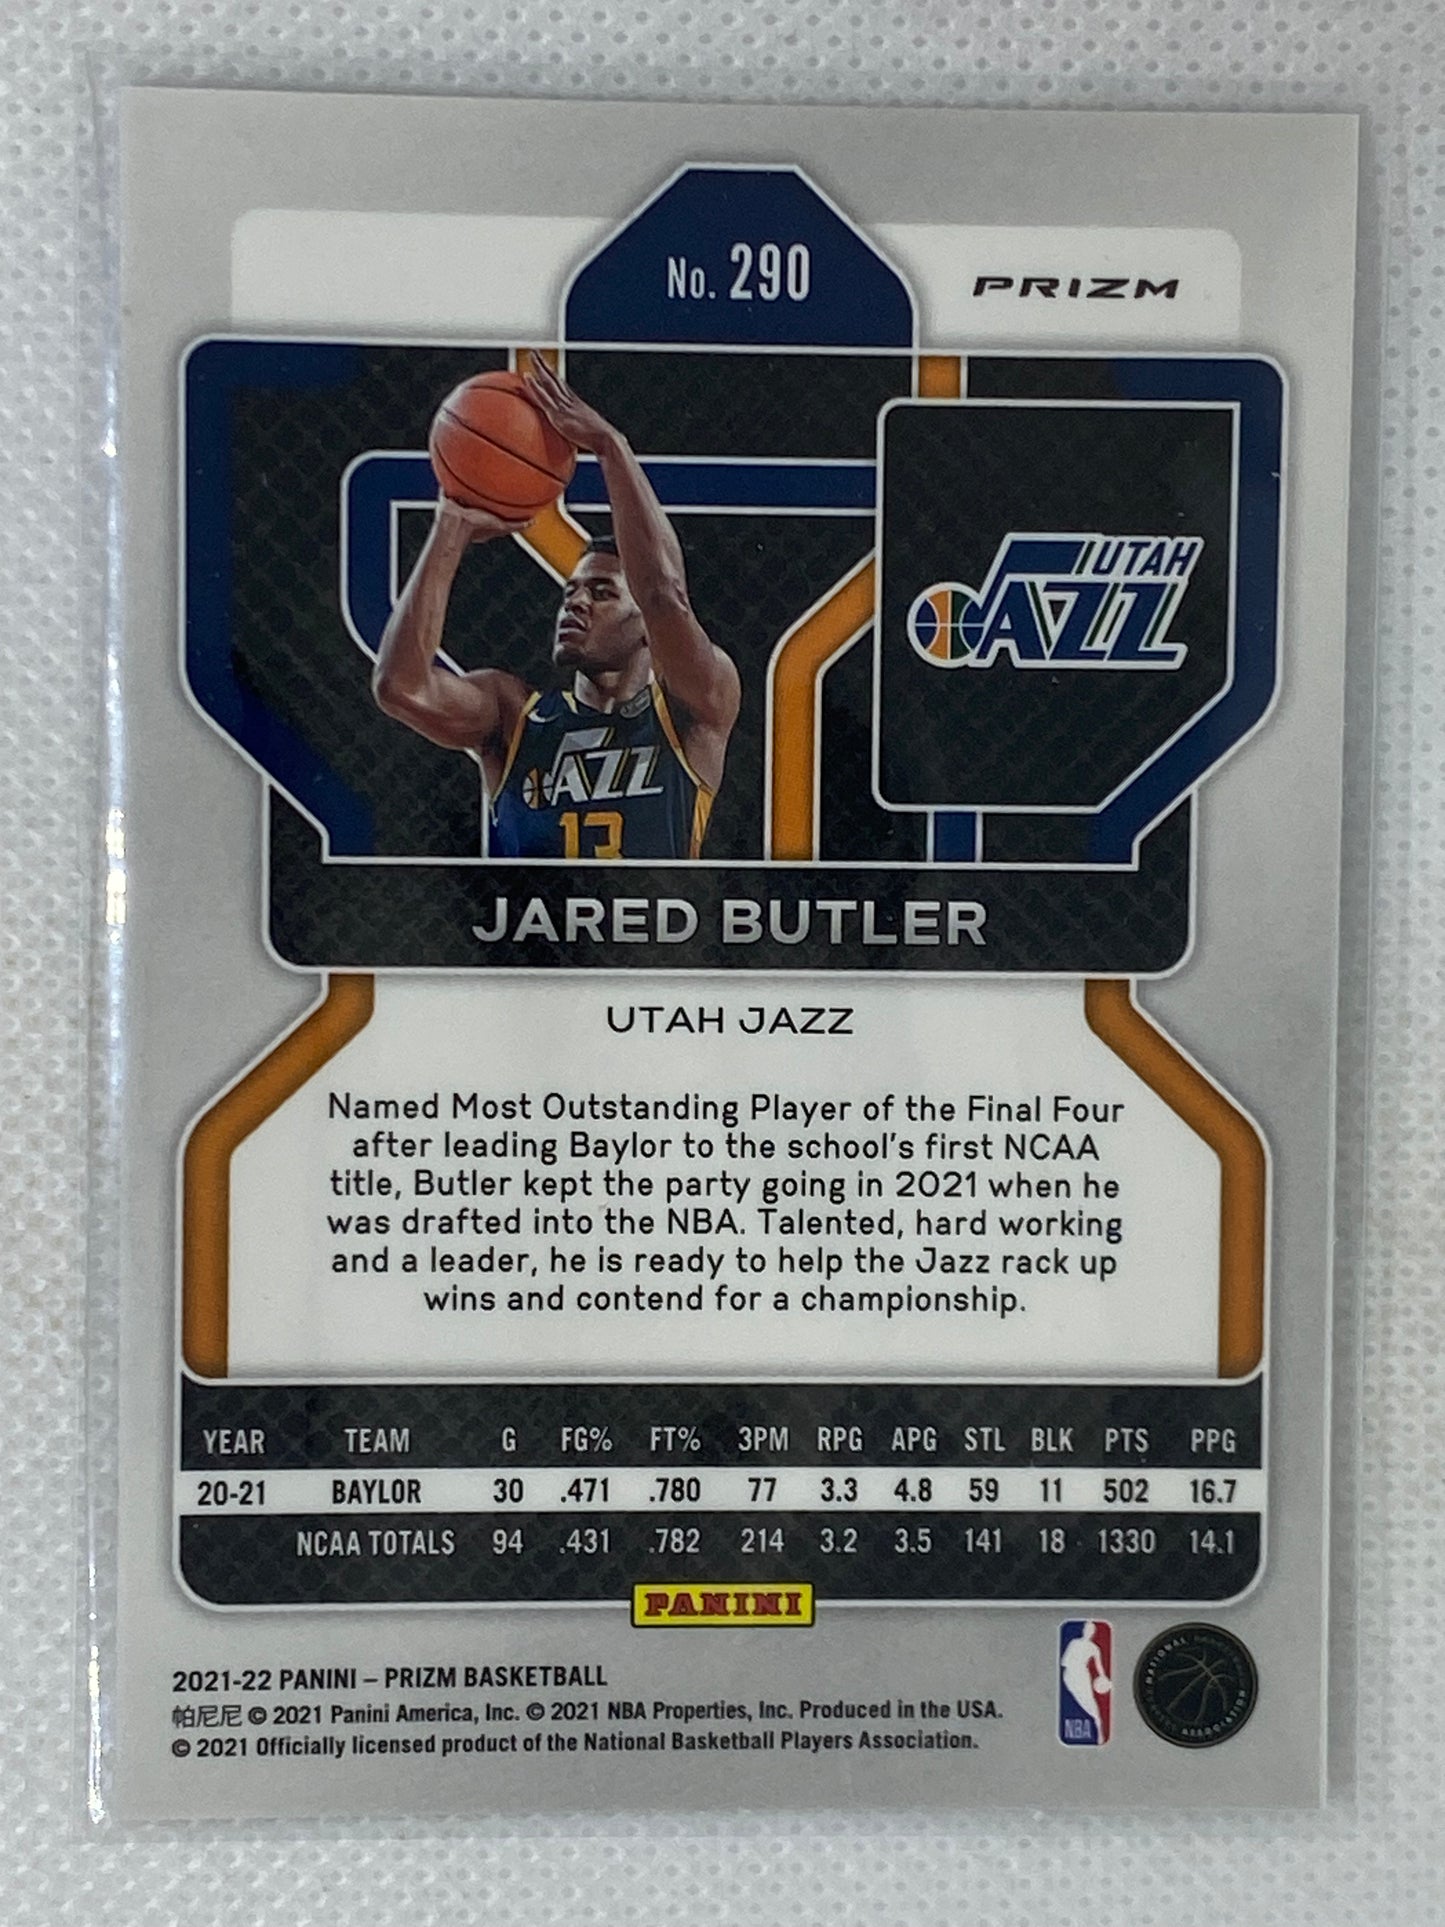 No. 290
PRIZM
UTAH
JAZZ
JAZZ
13
JARED BUTLER
UTAH JAZZ
Named Most Outstanding Player of the Final Four
after leading Baylor to the school's first NCAA
title, Butler kept the party going in 2021 when he
was drafted into the NBA. Talented, hard working
and a leader, he is ready to help the Jazz rack up
wins and contend for a championship.
YEAR TEAM G FG% FT% 3PM RPG APG STL BLK PTS PPG
20-21 BAYLOR 30 .471 .780 77 3.3 4.8 59 11 502 16.7
NCAA TOTALS 94 .431 .782 214 3.2 3.5 141 18 1330 14.1
PANINI
2021-22 PANINI – PRIZM BASKETBALL
帕尼尼 © 2021 Panini America, Inc. © 2021 NBA Properties, Inc. Produced in the USA.
© 2021 Officially licensed product of the National Basketball Players Association.
NBA